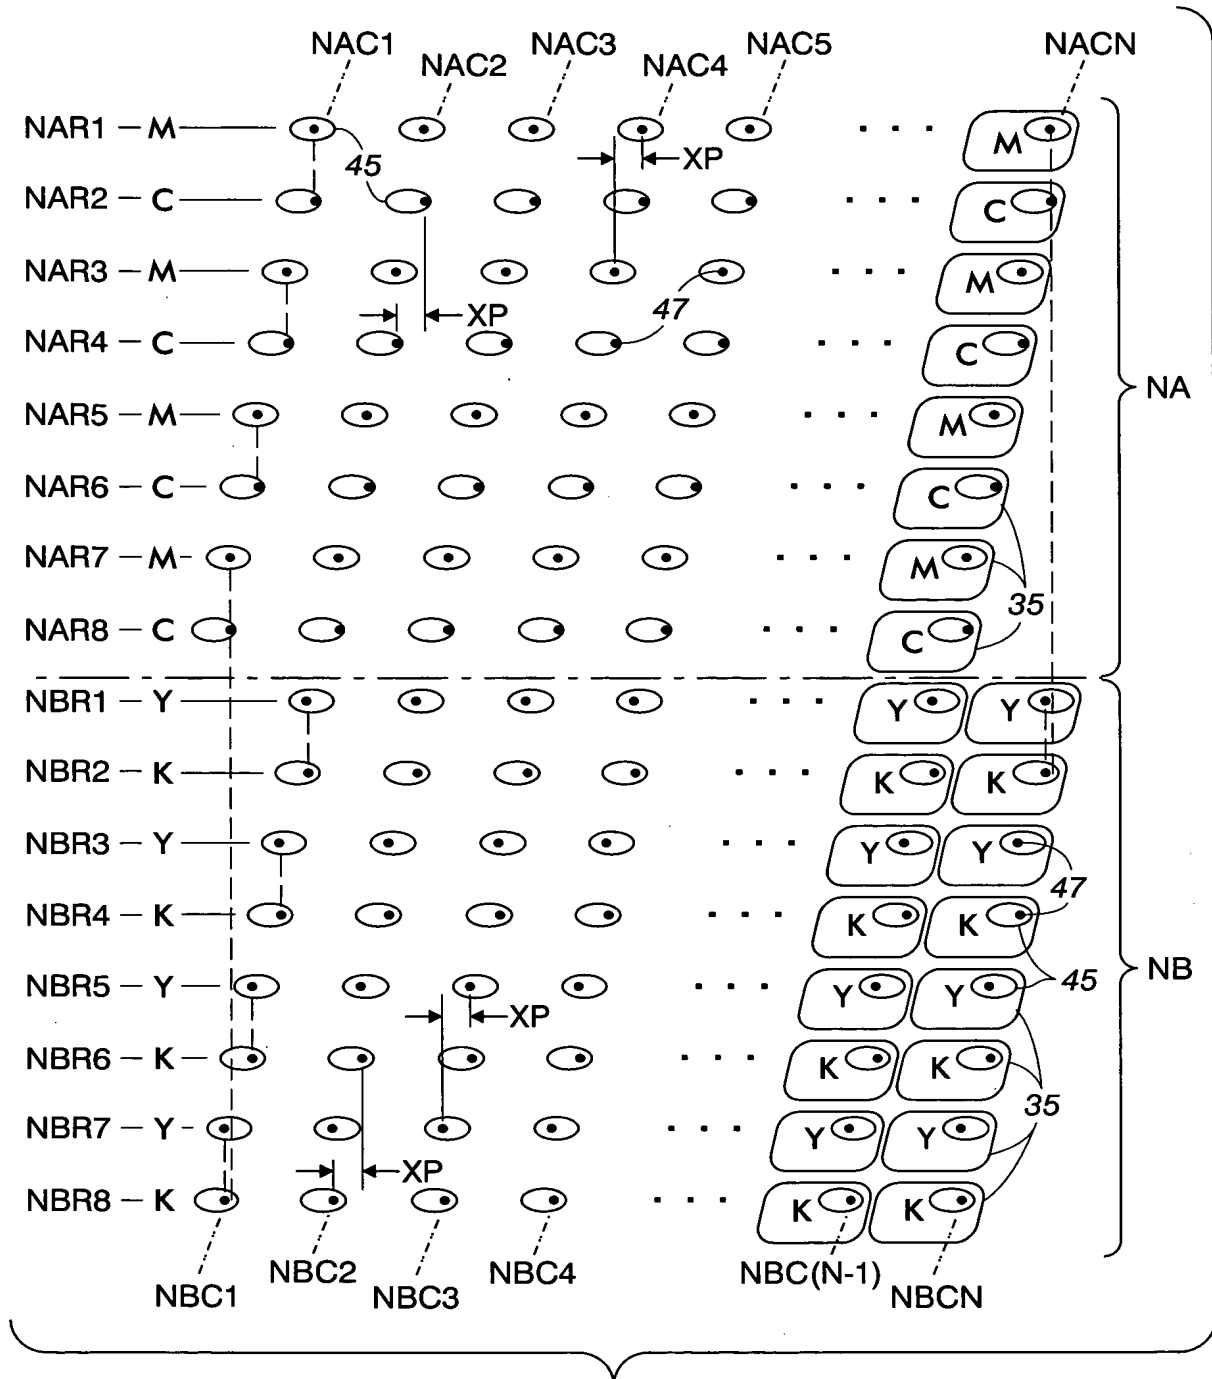 NAC1 NAC2 NAC3 NAC4 NAC5 NACN
NAR1 — M M
45 XP
NAR2 — C C
NAR3 — M M
XP 47
NAR4 — C C
NA
NAR5 — M M
NAR6 — C C
NAR7 — M M
35
NAR8 — C C
NBR1 — Y Y Y
NBR2 — K K K
NBR3 — Y Y Y
47
NBR4 — K K K
45 NB
NBR5 — Y Y Y
XP
NBR6 — K K K
35
NBR7 — Y Y Y
XP
NBR8 — K K K
NBC1 NBC2 NBC3 NBC4 NBC(N-1) NBCN